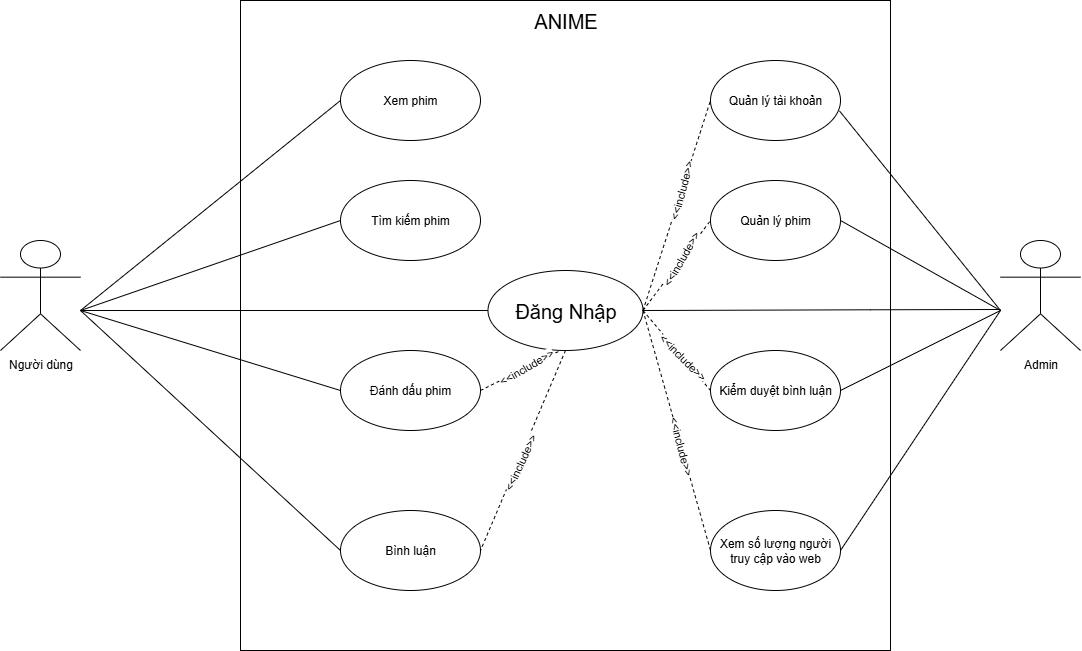 ANIME
Xem phim
Quản lý tài khoản
<<include>>
Tìm kiếm phim
Quản lý phim
<<include>>
Đăng Nhập
Người dùng
Admin
<<include>>
<<include>>
Đánh dấu phim
Kiểm duyệt bình luận
<<include>>
<<include>>
Bình luận
Xem số lượng người
truy cập vào web